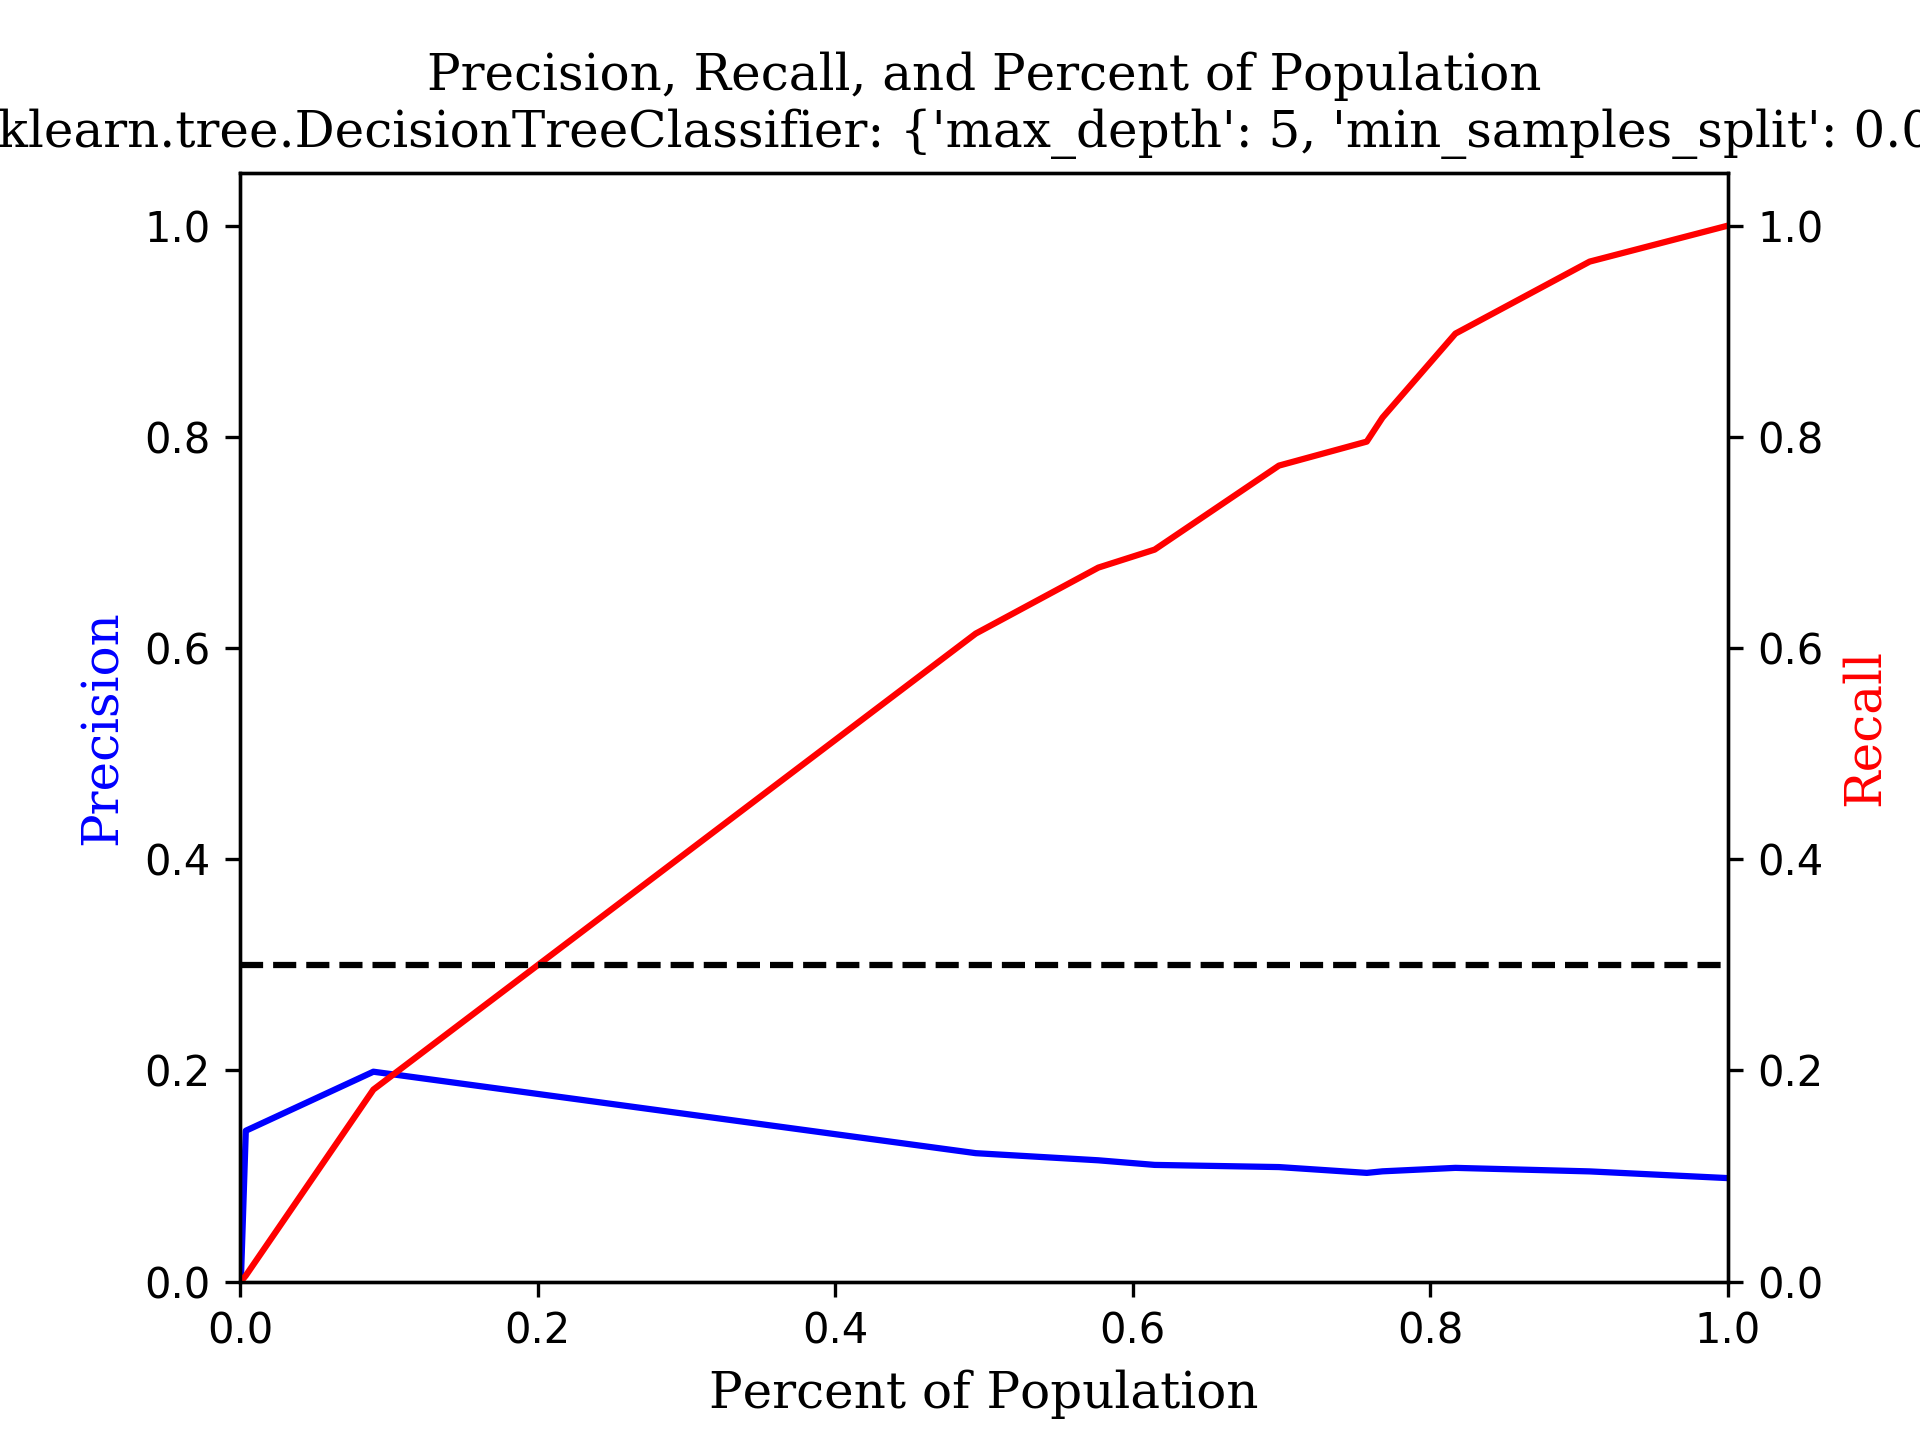 Precision, Recall, and Percent of Population
klearn.tree.DecisionTreeClassifier: {'max_depth': 5, 'min_samples_split': 0.0
1.0
0.8
0.6
0.4
0.2
0.0
Precision
1.0
0.8
0.6
0.4
0.2
0.0
Recall
0.0 0.2 0.4 0.6 0.8 1.0
Percent of Population